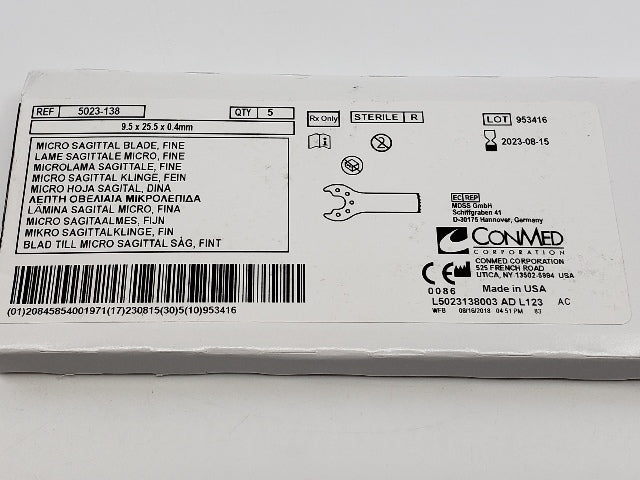 REF 5023-138 QTY 5
9.5 x 25.5 x 0.4mm
MICRO SAGITTAL BLADE, FINE
LAME SAGITTALE MICRO, FINE
MICROLAMA SAGITTALE, FINE
MICRO SAGITTAL KLINGE, FEIN
MICRO HOJA SAGITAL, DINA
ΛΕΠΤΗ ΟΒΕΛΙΑΙΑ ΜΙΚΡΟΛΕΠΙΔΑ
LAMINA SAGITAL MICRO, FINA
MICRO SAGITAALMES, FIJN
MIKRO SAGITTALKLINGE, FIN
BLAD TILL MICRO SAGITTAL SÅG, FINT
(01)20845854001971(17)230815(30)5(10)953416
Rx Only STERILE R
LOT 953416
2023-08-15
EC REP
MDSS GmbH
Schiffgraben 41
D-30175 Hannover, Germany
CONMED
CORPORATION
CONMED CORPORATION
525 FRENCH ROAD
UTICA, NY 13502-5994 USA
CE
0086
Made in USA
L5023138003 AD L123 AC
WFB 08/16/2018 04:51 PM 83